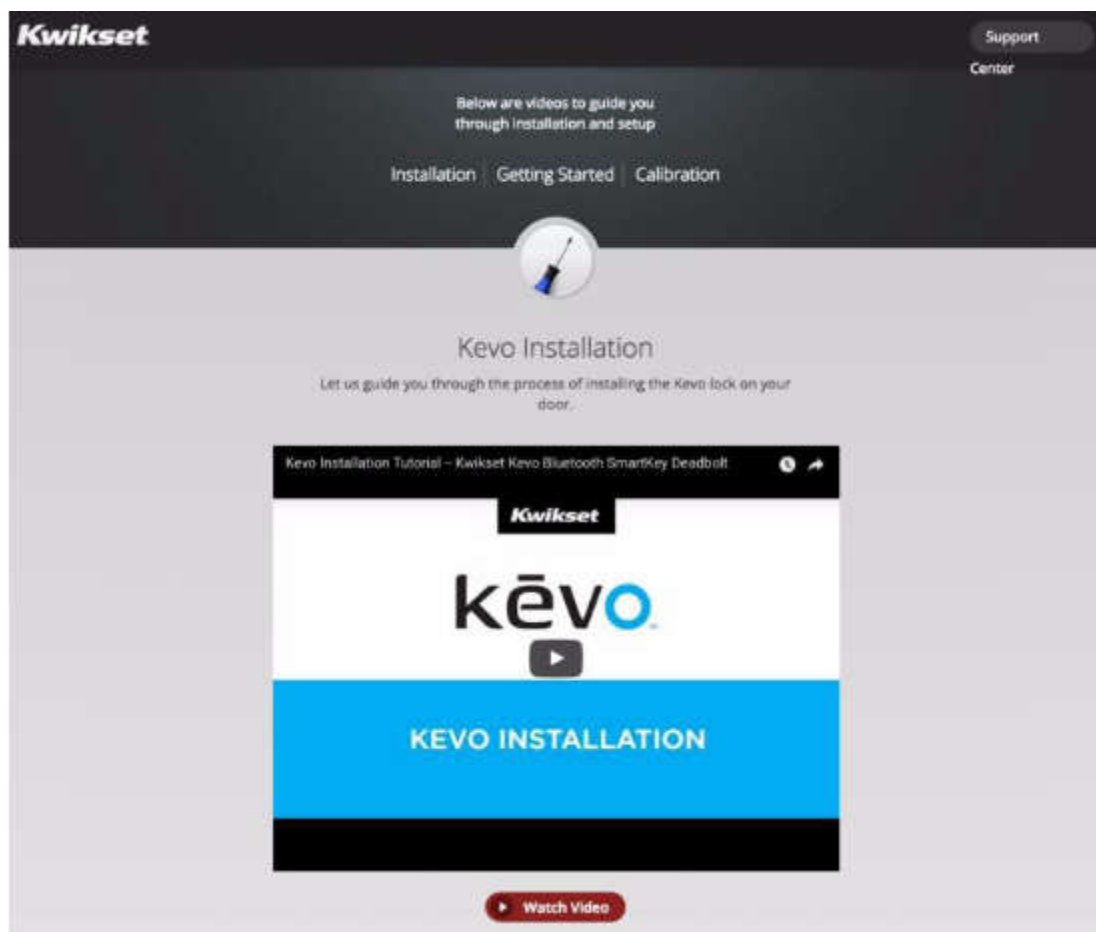 Kwikset
Support
Center
Below are videos to guide you
through installation and setup
Installation | Getting Started | Calibration
Kevo Installation
Let us guide you through the process of installing the Kevo lock on your
door.
Kevo Installation Tutorial – Kwikset Kevo Bluetooth SmartKey Deadbolt
Kwikset
kēvo
KEVO INSTALLATION
Watch Video